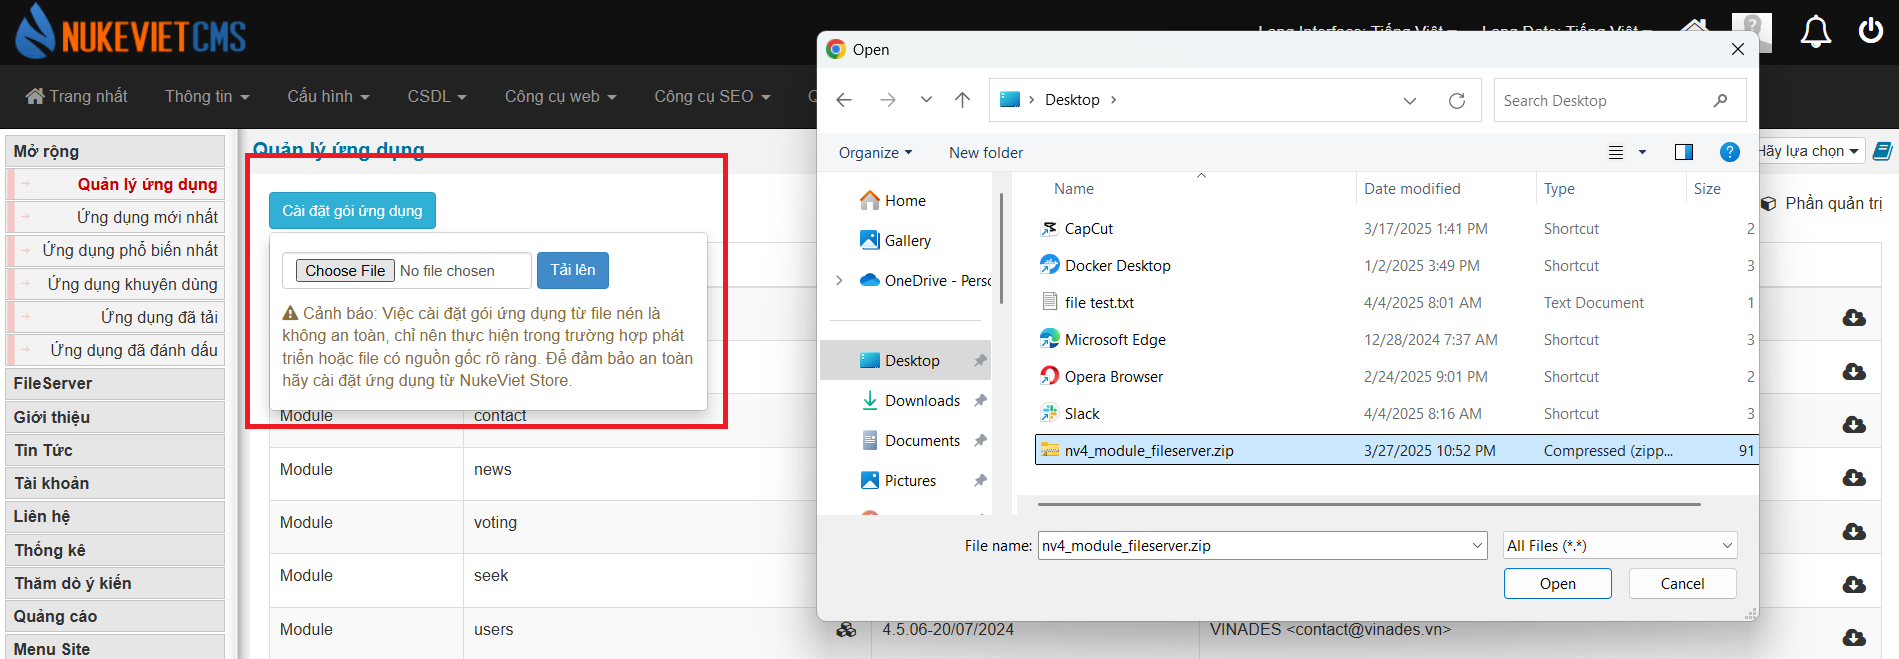 NUKEVIETCMS
Trang nhất
Thông tin
Cấu hình
CSDL
Công cụ web
Công cụ SEO
Mở rộng
Quản lý ứng dụng
Ứng dụng mới nhất
Ứng dụng phổ biến nhất
Ứng dụng khuyên dùng
Ứng dụng đã tải
Ứng dụng đã đánh dấu
FileServer
Giới thiệu
Tin Tức
Tài khoản
Liên hệ
Thống kê
Thăm dò ý kiến
Quảng cáo
Menu Site
Quản lý ứng dụng
Cài đặt gói ứng dụng
Choose File No file chosen
Tải lên
Cảnh báo: Việc cài đặt gói ứng dụng từ file nén là
không an toàn, chỉ nên thực hiện trong trường hợp phát
triển hoặc file có nguồn gốc rõ ràng. Để đảm bảo an toàn
hãy cài đặt ứng dụng từ NukeViet Store.
Module contact
Module news
Module voting
Module seek
Module users
4.5.06-20/07/2024 VINADES <contact@vinades.vn>
Lang Interface: Tiếng Việt
Lang Data: Tiếng Việt
Hãy lựa chọn
Phần quản trị
Open
Desktop
Search Desktop
Organize
New folder
Home
Gallery
OneDrive - Perso
Desktop
Downloads
Documents
Pictures
Name Date modified Type Size
CapCut 3/17/2025 1:41 PM Shortcut 2
Docker Desktop 1/2/2025 3:49 PM Shortcut 3
file test.txt 4/4/2025 8:01 AM Text Document 1
Microsoft Edge 12/28/2024 7:37 AM Shortcut 3
Opera Browser 2/24/2025 9:01 PM Shortcut 2
Slack 4/4/2025 8:16 AM Shortcut 3
nv4_module_fileserver.zip 3/27/2025 10:52 PM Compressed (zipp... 91
File name: nv4_module_fileserver.zip
All Files (*.*)
Open
Cancel